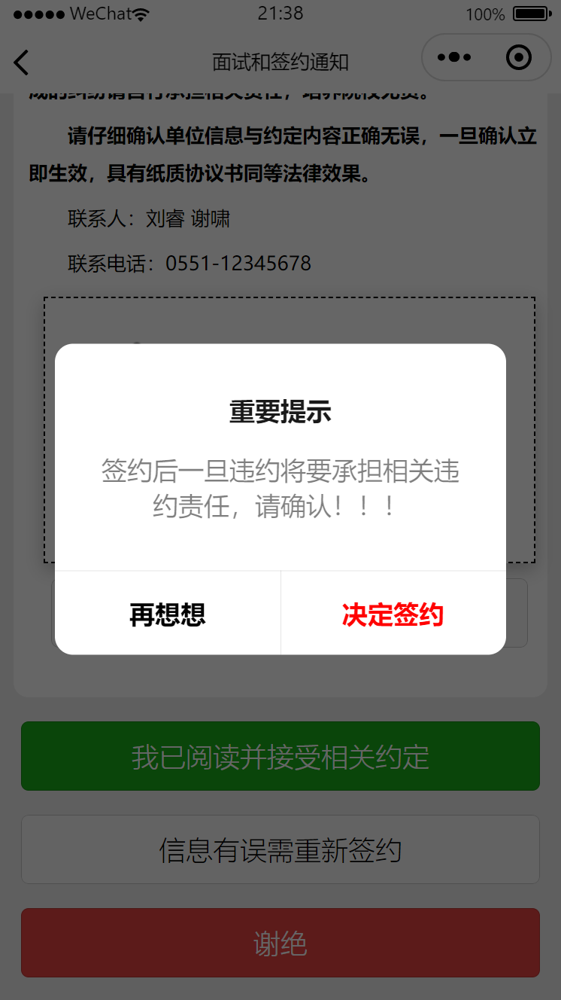 WeChat 21:38 100%
面试和签约通知
成的纠纷请自行承担相关责任，培养院校免责。
请仔细确认单位信息与约定内容正确无误，一旦确认立
即生效，具有纸质协议书同等法律效果。
联系人：刘睿 谢啸
联系电话：0551-12345678
重要提示
签约后一旦违约将要承担相关违
约责任，请确认！！！
再想想
决定签约
我已阅读并接受相关约定
信息有误需重新签约
谢绝